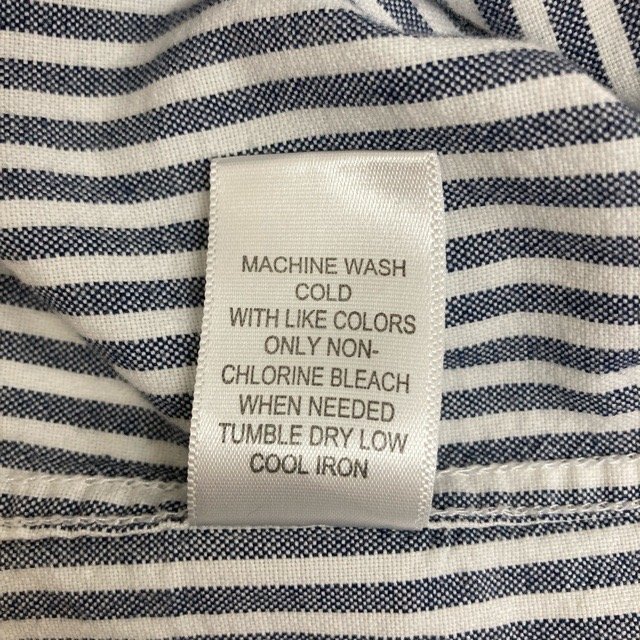 MACHINE WASH
COLD
WITH LIKE COLORS
ONLY NON-
CHLORINE BLEACH
WHEN NEEDED
TUMBLE DRY LOW
COOL IRON